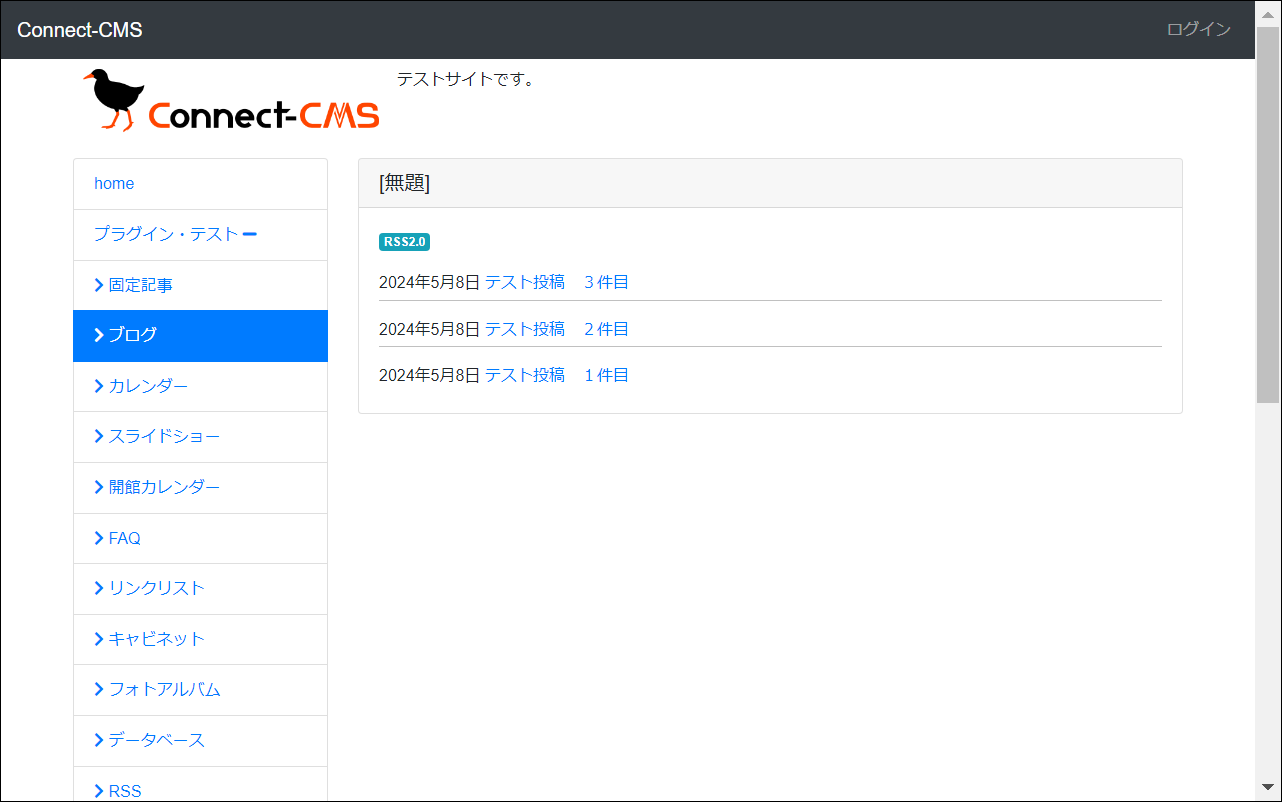 Connect-CMS
ログイン
Connect-CMS
テストサイトです。
home
プラグイン・テスト
固定記事
ブログ
カレンダー
スライドショー
開館カレンダー
FAQ
リンクリスト
キャビネット
フォトアルバム
データベース
RSS
[無題]
RSS2.0
2024年5月8日 テスト投稿　３件目
2024年5月8日 テスト投稿　２件目
2024年5月8日 テスト投稿　１件目